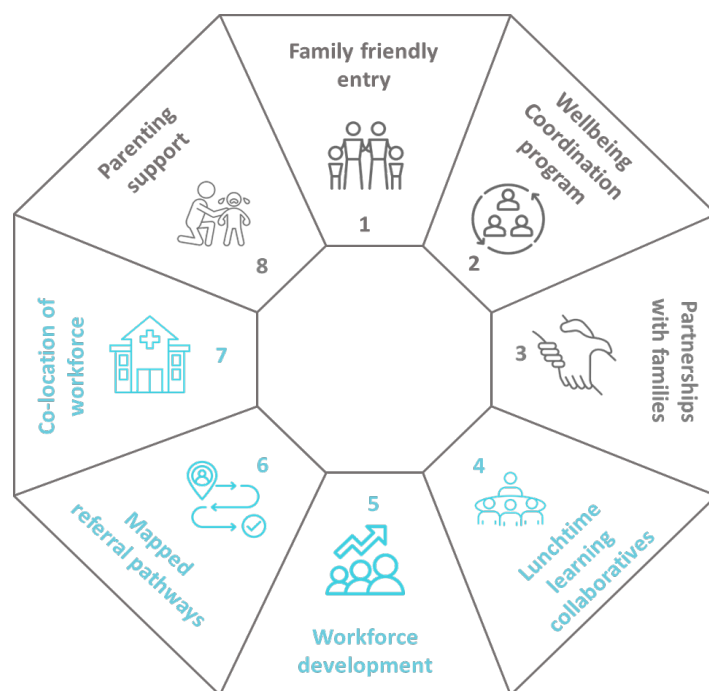 Family friendly
entry
1
Wellbeing
Coordination
program
2
Partnerships
with families
3
4
Lunchtime
learning
collaboratives
5
Workforce
development
6
Mapped
referral pathways
7
Co-location of
workforce
Parenting
support
8